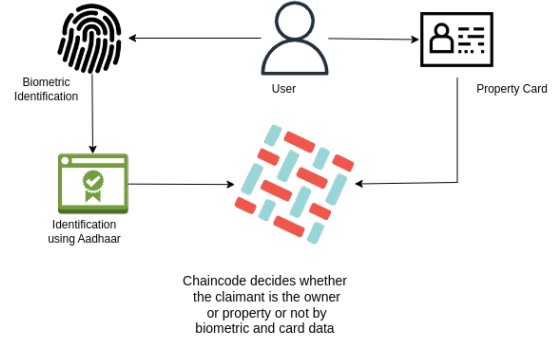 Biometric
Identification
User
Property Card
Identification
using Aadhaar
Chaincode decides whether
the claimant is the owner
or property or not by
biometric and card data